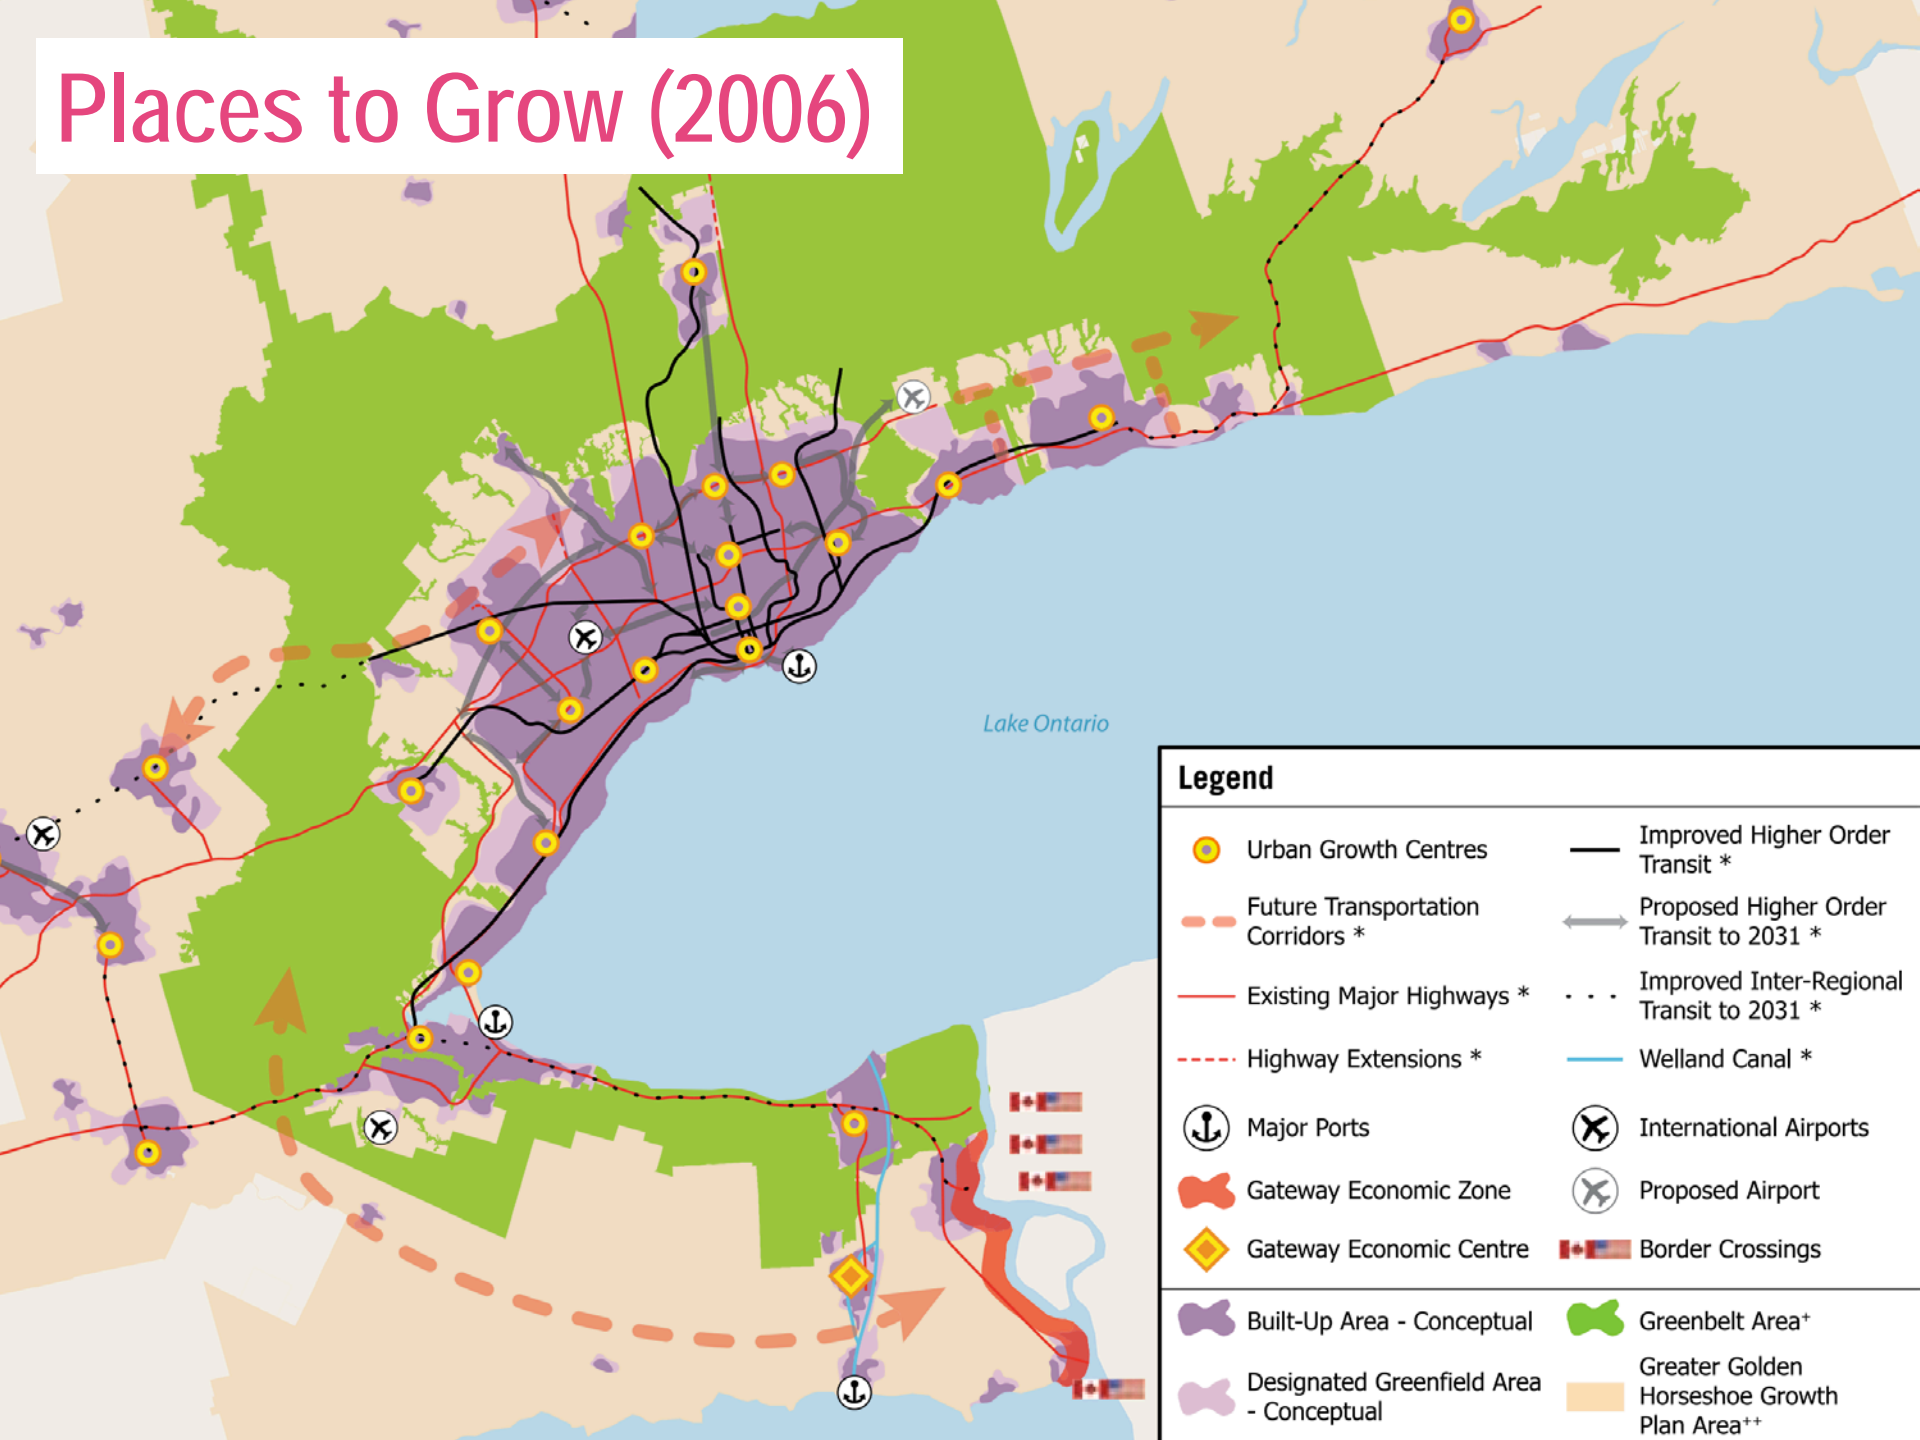 Places to Grow (2006)
Lake Ontario
Legend
Urban Growth Centres
Future Transportation
Corridors *
Existing Major Highways *
Highway Extensions *
Major Ports
Gateway Economic Zone
Gateway Economic Centre
Improved Higher Order
Transit *
Proposed Higher Order
Transit to 2031 *
Improved Inter-Regional
Transit to 2031 *
Welland Canal *
International Airports
Proposed Airport
Border Crossings
Built-Up Area - Conceptual
Designated Greenfield Area
- Conceptual
Greenbelt Area⁺
Greater Golden
Horseshoe Growth
Plan Area⁺⁺